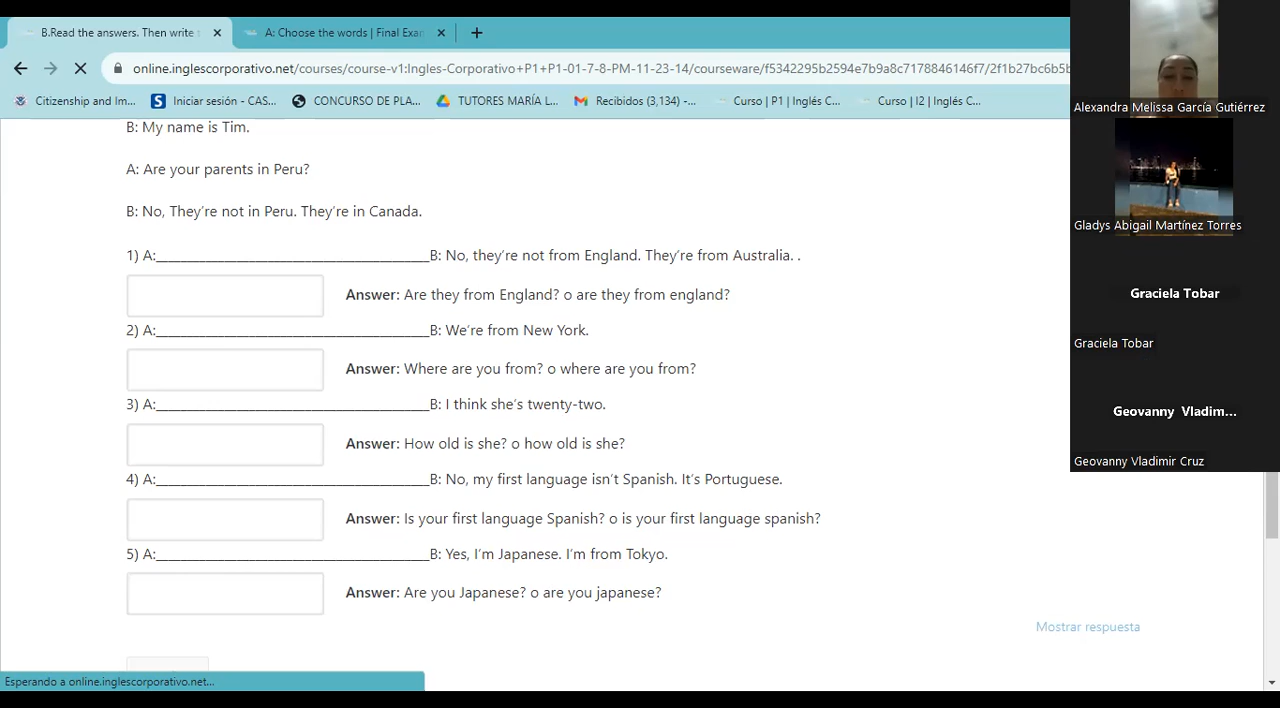 B.Read the answers. Then write
A: Choose the words | Final Exa
online.inglescorporativo.net/courses/course-v1:Ingles-Corporativo+P1+P1-01-7-8-PM-11-23-14/courseware/f5342295b2594e7b9a8c7178846146f7/2f1b27bc6b5b
Citizenship and Im... Iniciar sesión - CAS... CONCURSO DE PLA... TUTORES MARÍA L... Recibidos (3,134) -... Curso | P1 | Inglés C... Curso | I2 | Inglés C...
B: My name is Tim.
A: Are your parents in Peru?
B: No, They're not in Peru. They're in Canada.
1) A:__________________________________B: No, they're not from England. They're from Australia. .
Answer: Are they from England? o are they from england?
2) A:__________________________________B: We're from New York.
Answer: Where are you from? o where are you from?
3) A:__________________________________B: I think she's twenty-two.
Answer: How old is she? o how old is she?
4) A:__________________________________B: No, my first language isn't Spanish. It's Portuguese.
Answer: Is your first language Spanish? o is your first language spanish?
5) A:__________________________________B: Yes, I'm Japanese. I'm from Tokyo.
Answer: Are you Japanese? o are you japanese?
Mostrar respuesta
Esperando a online.inglescorporativo.net...
Alexandra Melissa García Gutiérrez
Gladys Abigail Martínez Torres
Graciela Tobar
Graciela Tobar
Geovanny Vladim...
Geovanny Vladimir Cruz